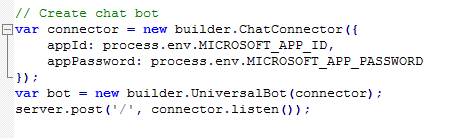 // Create chat bot
var connector = new builder.ChatConnector({
    appId: process.env.MICROSOFT_APP_ID,
    appPassword: process.env.MICROSOFT_APP_PASSWORD
});
var bot = new builder.UniversalBot(connector);
server.post('/', connector.listen());